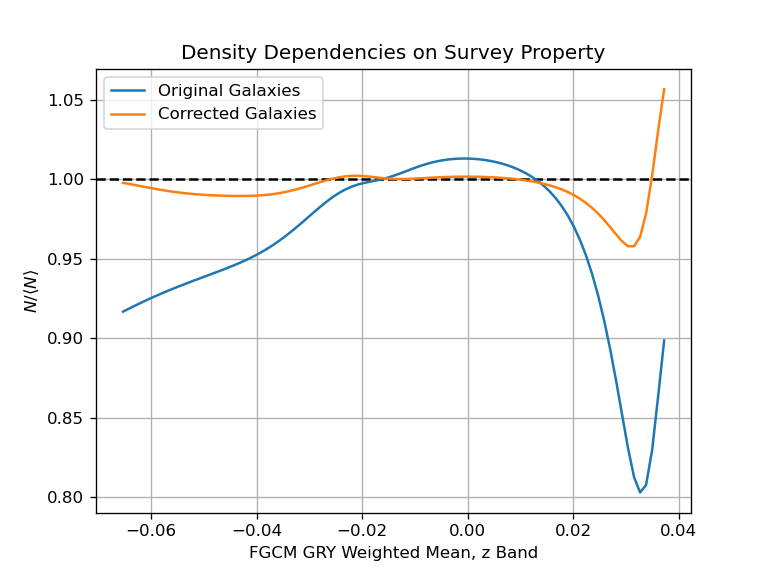 Density Dependencies on Survey Property
Original Galaxies
Corrected Galaxies
1.05
1.00
0.95
0.90
0.85
0.80
N/⟨N⟩
−0.06 −0.04 −0.02 0.00 0.02 0.04
FGCM GRY Weighted Mean, z Band